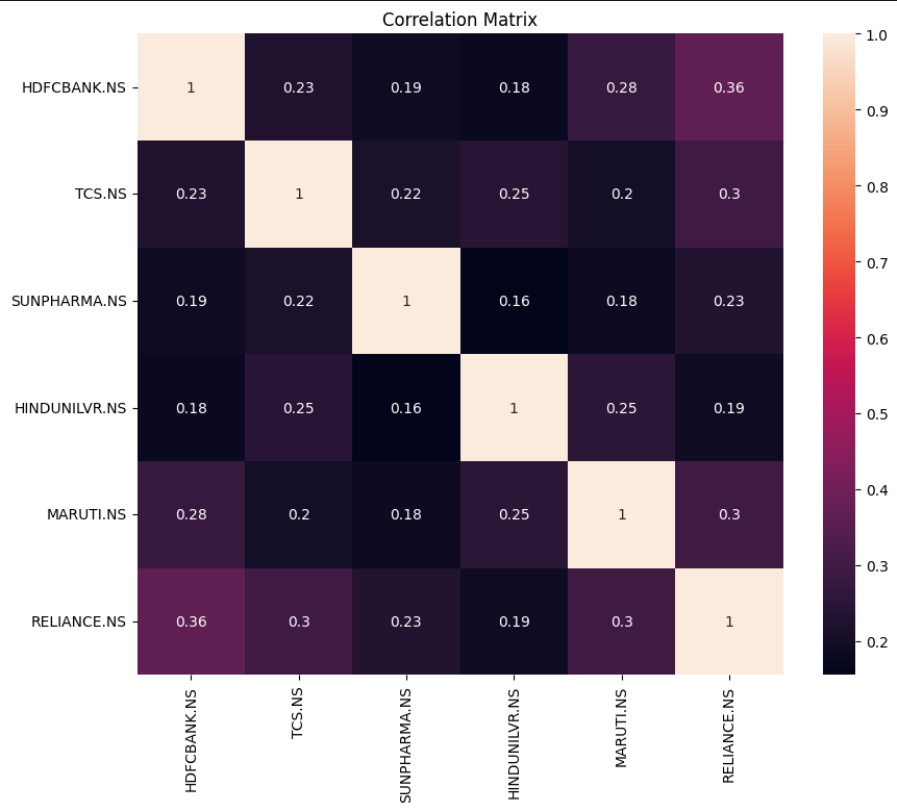 Correlation Matrix
HDFCBANK.NS 1 0.23 0.19 0.18 0.28 0.36
TCS.NS 0.23 1 0.22 0.25 0.2 0.3
SUNPHARMA.NS 0.19 0.22 1 0.16 0.18 0.23
HINDUNILVR.NS 0.18 0.25 0.16 1 0.25 0.19
MARUTI.NS 0.28 0.2 0.18 0.25 1 0.3
RELIANCE.NS 0.36 0.3 0.23 0.19 0.3 1
HDFCBANK.NS
TCS.NS
SUNPHARMA.NS
HINDUNILVR.NS
MARUTI.NS
RELIANCE.NS
1.0
0.9
0.8
0.7
0.6
0.5
0.4
0.3
0.2